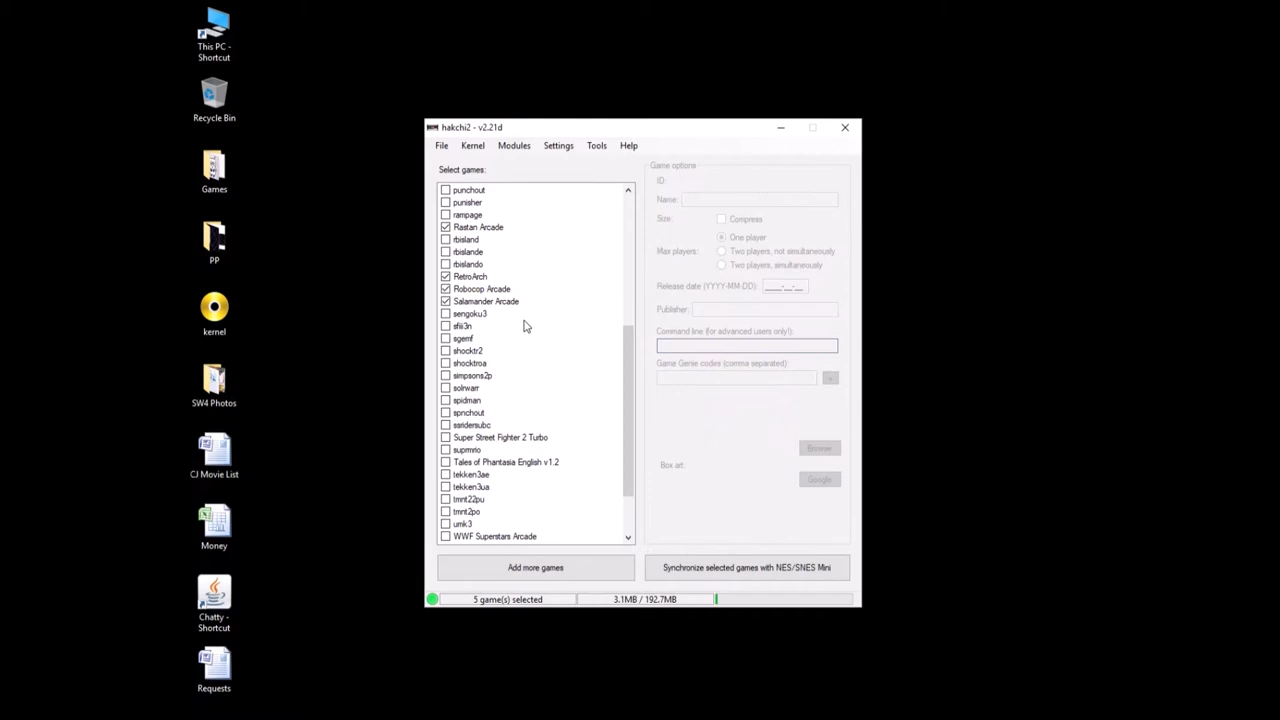 This PC -
Shortcut
Recycle Bin
Games
PP
kernel
SW4 Photos
CJ Movie List
Money
Chatty -
Shortcut
Requests
hakchi2 - v2.21d
File Kernel Modules Settings Tools Help
Select games:
punchout
punisher
rampage
Rastan Arcade
rbisland
rbislande
rbislando
RetroArch
Robocop Arcade
Salamander Arcade
sengoku3
sfiii3n
sgemf
shocktr2
shocktroa
simpsons2p
solrwarr
spidman
spnchout
ssridersubc
Super Street Fighter 2 Turbo
suprmrio
Tales of Phantasia English v1.2
tekken3ae
tekken3ua
tmnt22pu
tmnt2po
umk3
WWF Superstars Arcade
Add more games
Game options
ID:
Name:
Size: Compress
One player
Max players: Two players, not simultaneously
Two players, simultaneously
Release date (YYYY-MM-DD): ____-__-__
Publisher:
Command line (for advanced users only!):
Game Genie codes (comma separated)
+
Browse
Box art:
Google
Synchronize selected games with NES/SNES Mini
5 game(s) selected 3.1MB / 192.7MB